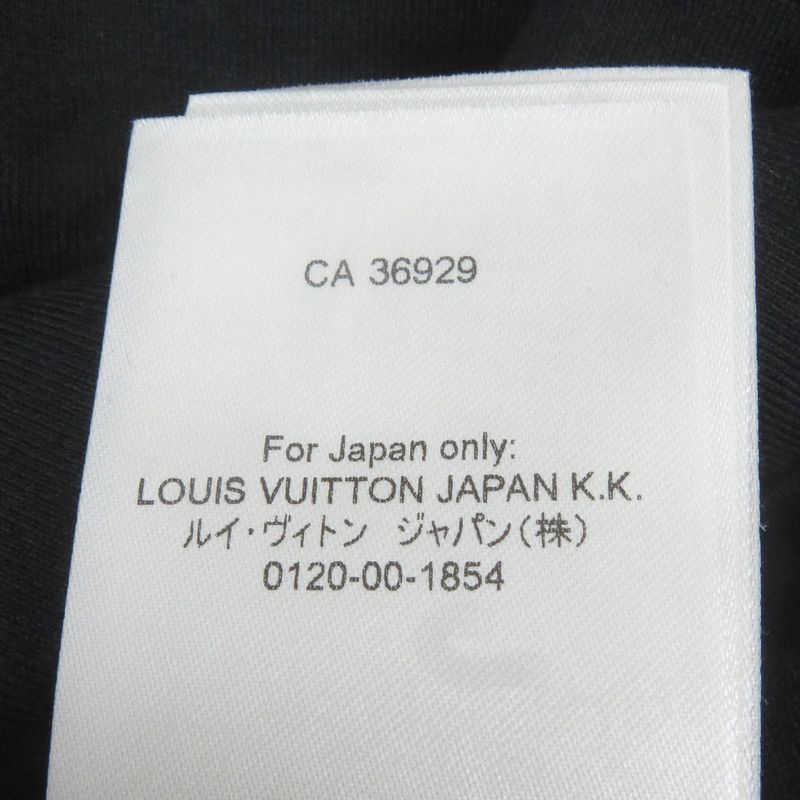 CA 36929
For Japan only:
LOUIS VUITTON JAPAN K.K.
ルイ・ヴィトン ジャパン(株)
0120-00-1854